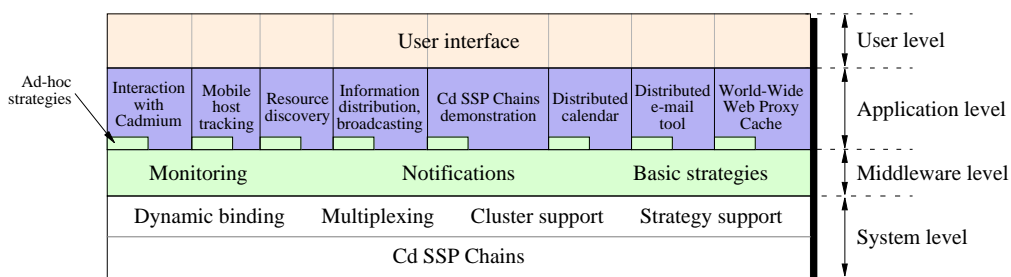 User interface
User level
Ad-hoc
strategies
Interaction
with
Cadmium
Mobile
host
tracking
Resource
discovery
Information
distribution,
broadcasting
Cd SSP Chains
demonstration
Distributed
calendar
Distributed
e-mail
tool
World-Wide
Web Proxy
Cache
Application level
Monitoring
Notifications
Basic strategies
Middleware level
Dynamic binding
Multiplexing
Cluster support
Strategy support
Cd SSP Chains
System level